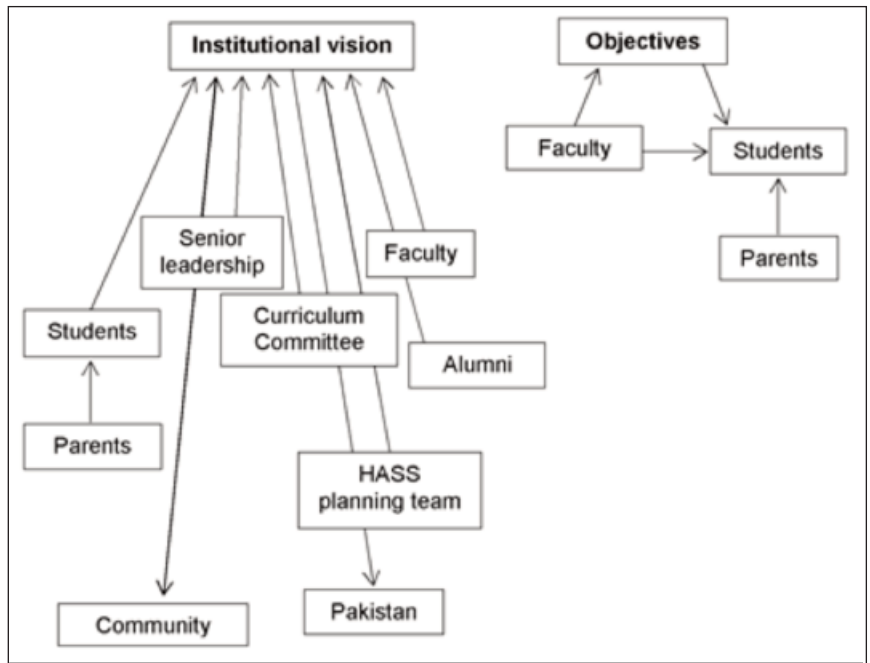 Institutional vision
Objectives
Faculty
Students
Parents
Senior
leadership
Faculty
Students
Curriculum
Committee
Alumni
Parents
HASS
planning team
Pakistan
Community